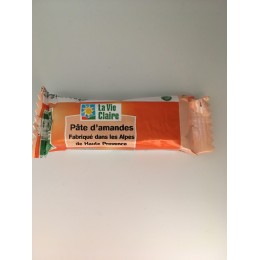 La Vie
Claire
Pâte d'amandes
Fabriqué dans les Alpes
de Haute Provence